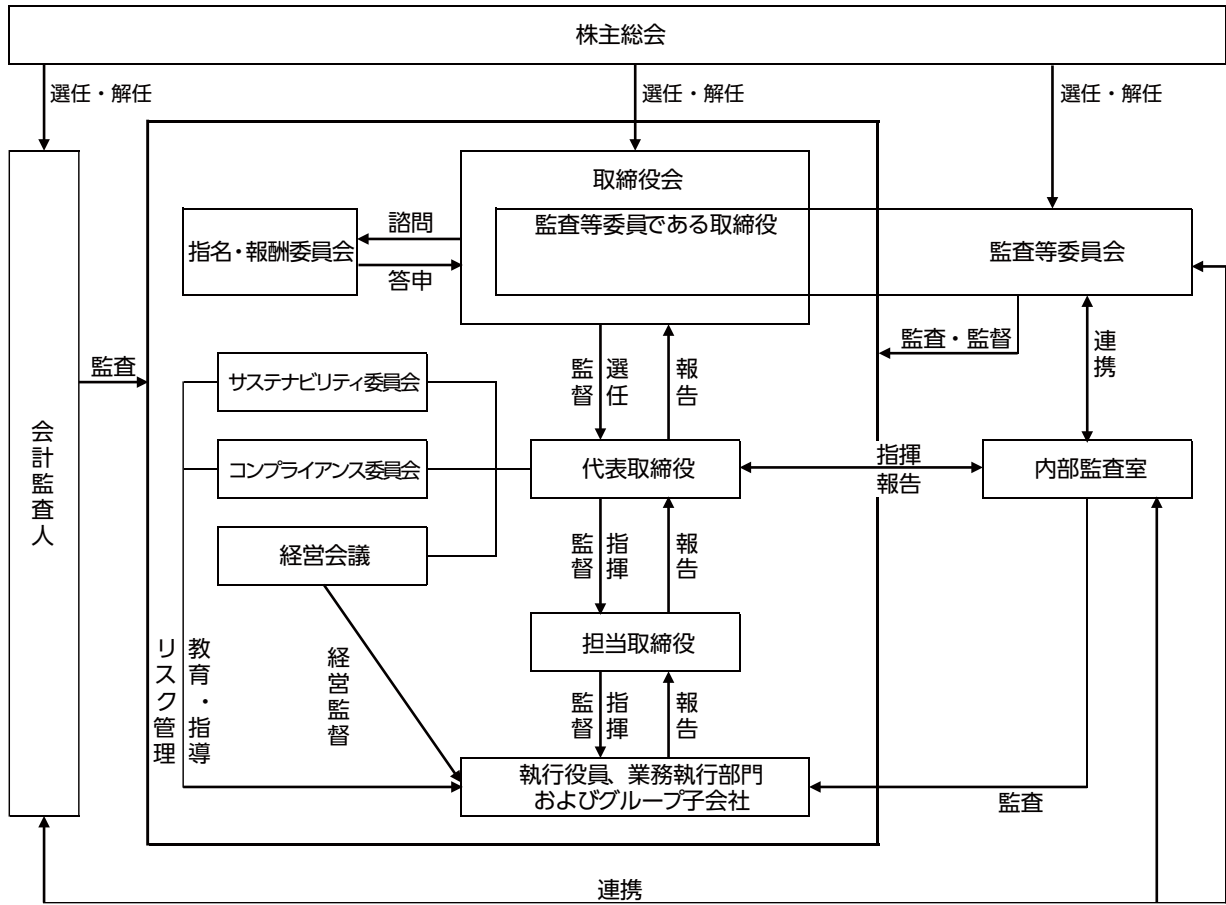 株主総会
選任・解任
選任・解任
選任・解任
取締役会
監査等委員である取締役
監査等委員会
指名・報酬委員会
諮問
答申
監査・監督
連携
監査
会計監査人
サステナビリティ委員会
コンプライアンス委員会
経営会議
監督
選任
報告
代表取締役
指揮
報告
内部監査室
監督
指揮
報告
担当取締役
リスク管理
教育・指導
経営監督
監督
指揮
報告
執行役員、業務執行部門
およびグループ子会社
監査
連携